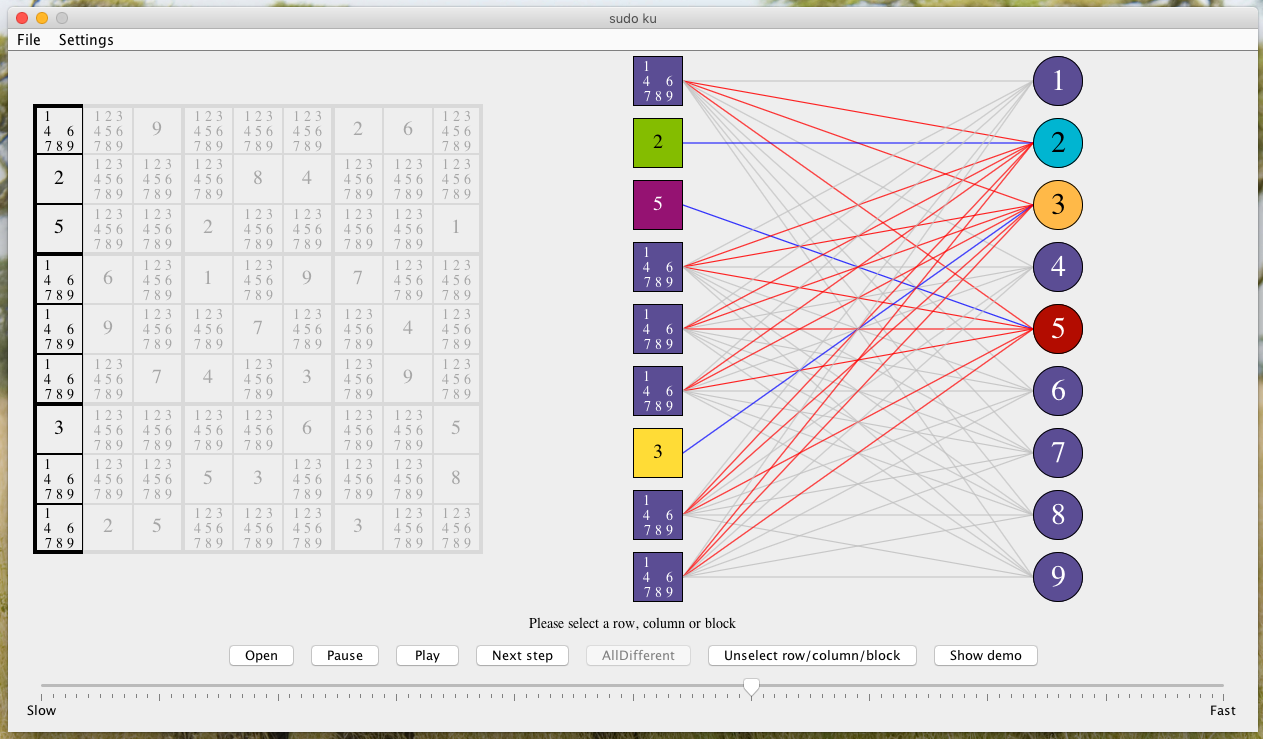 sudo ku
File Settings
1 1 2 3 1 2 3 1 2 3 1 2 3 1 2 3
4 6 4 5 6 9 4 5 6 4 5 6 4 5 6 2 6 4 5 6
7 8 9 7 8 9 7 8 9 7 8 9 7 8 9 7 8 9
1 2 3 1 2 3 1 2 3 1 2 3 1 2 3 1 2 3
2 4 5 6 4 5 6 4 5 6 8 4 4 5 6 4 5 6 4 5 6
7 8 9 7 8 9 7 8 9 7 8 9 7 8 9 7 8 9
1 2 3 1 2 3 1 2 3 1 2 3 1 2 3 1 2 3
5 4 5 6 4 5 6 2 4 5 6 4 5 6 4 5 6 4 5 6 1
7 8 9 7 8 9 7 8 9 7 8 9 7 8 9 7 8 9
1 1 2 3 1 2 3 1 2 3 1 2 3
4 6 6 4 5 6 1 4 5 6 9 7 4 5 6 4 5 6
7 8 9 7 8 9 7 8 9 7 8 9 7 8 9
1 1 2 3 1 2 3 1 2 3 1 2 3 1 2 3
4 6 9 4 5 6 4 5 6 7 4 5 6 4 5 6 4 4 5 6
7 8 9 7 8 9 7 8 9 7 8 9 7 8 9 7 8 9
1 1 2 3 1 2 3 1 2 3 1 2 3
4 6 4 5 6 7 4 4 5 6 3 4 5 6 9 4 5 6
7 8 9 7 8 9 7 8 9 7 8 9 7 8 9
1 2 3 1 2 3 1 2 3 1 2 3 1 2 3 1 2 3
3 4 5 6 4 5 6 4 5 6 4 5 6 6 4 5 6 4 5 6 5
7 8 9 7 8 9 7 8 9 7 8 9 7 8 9 7 8 9
1 1 2 3 1 2 3 1 2 3 1 2 3 1 2 3
4 6 4 5 6 4 5 6 5 3 4 5 6 4 5 6 4 5 6 8
7 8 9 7 8 9 7 8 9 7 8 9 7 8 9 7 8 9
1 1 2 3 1 2 3 1 2 3 1 2 3 1 2 3
4 6 2 5 4 5 6 4 5 6 4 5 6 3 4 5 6 4 5 6
7 8 9 7 8 9 7 8 9 7 8 9 7 8 9 7 8 9
1
4 6
7 8 9
2
5
1
4 6
7 8 9
1
4 6
7 8 9
1
4 6
7 8 9
3
1
4 6
7 8 9
1
4 6
7 8 9
1
2
3
4
5
6
7
8
9
Please select a row, column or block
Open Pause Play Next step AllDifferent Unselect row/column/block Show demo
Slow Fast